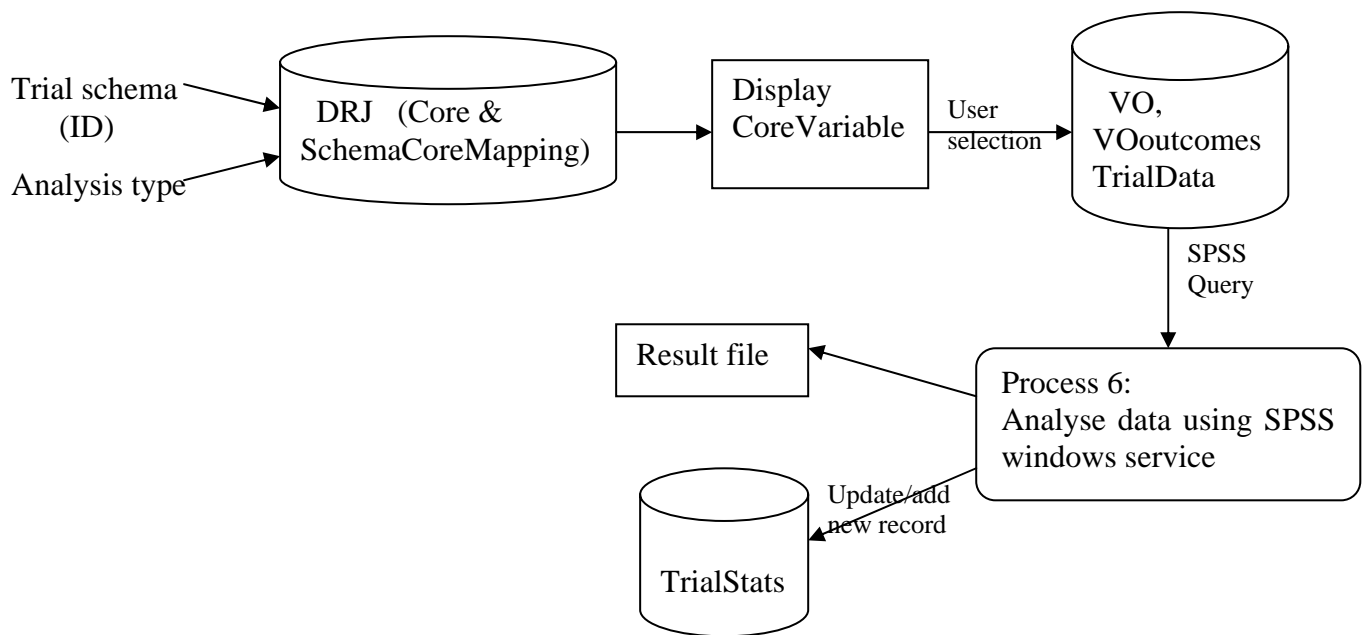 Trial schema
(ID)
Analysis type
DRJ (Core &
SchemaCoreMapping)
Display
CoreVariable
User
selection
VO,
VOoutcomes
TrialData
SPSS
Query
Result file
Process 6:
Analyse data using SPSS
windows service
Update/add
new record
TrialStats